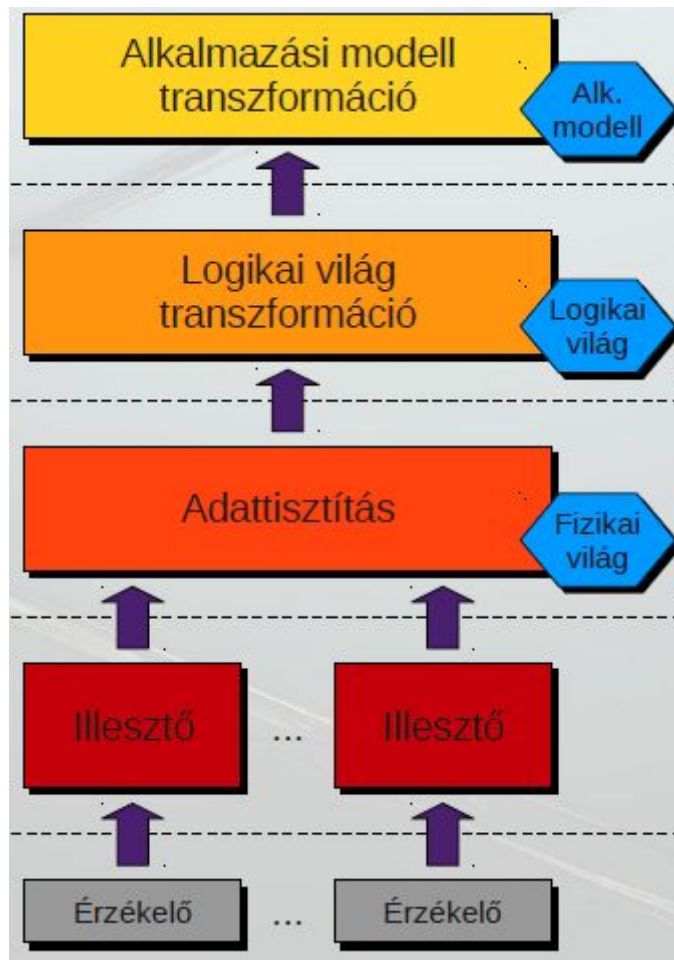 Alkalmazási modell
transzformáció
Alk.
modell
Logikai világ
transzformáció
Logikai
világ
Adattisztítás
Fizikai
világ
Illesztő
...
Illesztő
Érzékelő
...
Érzékelő